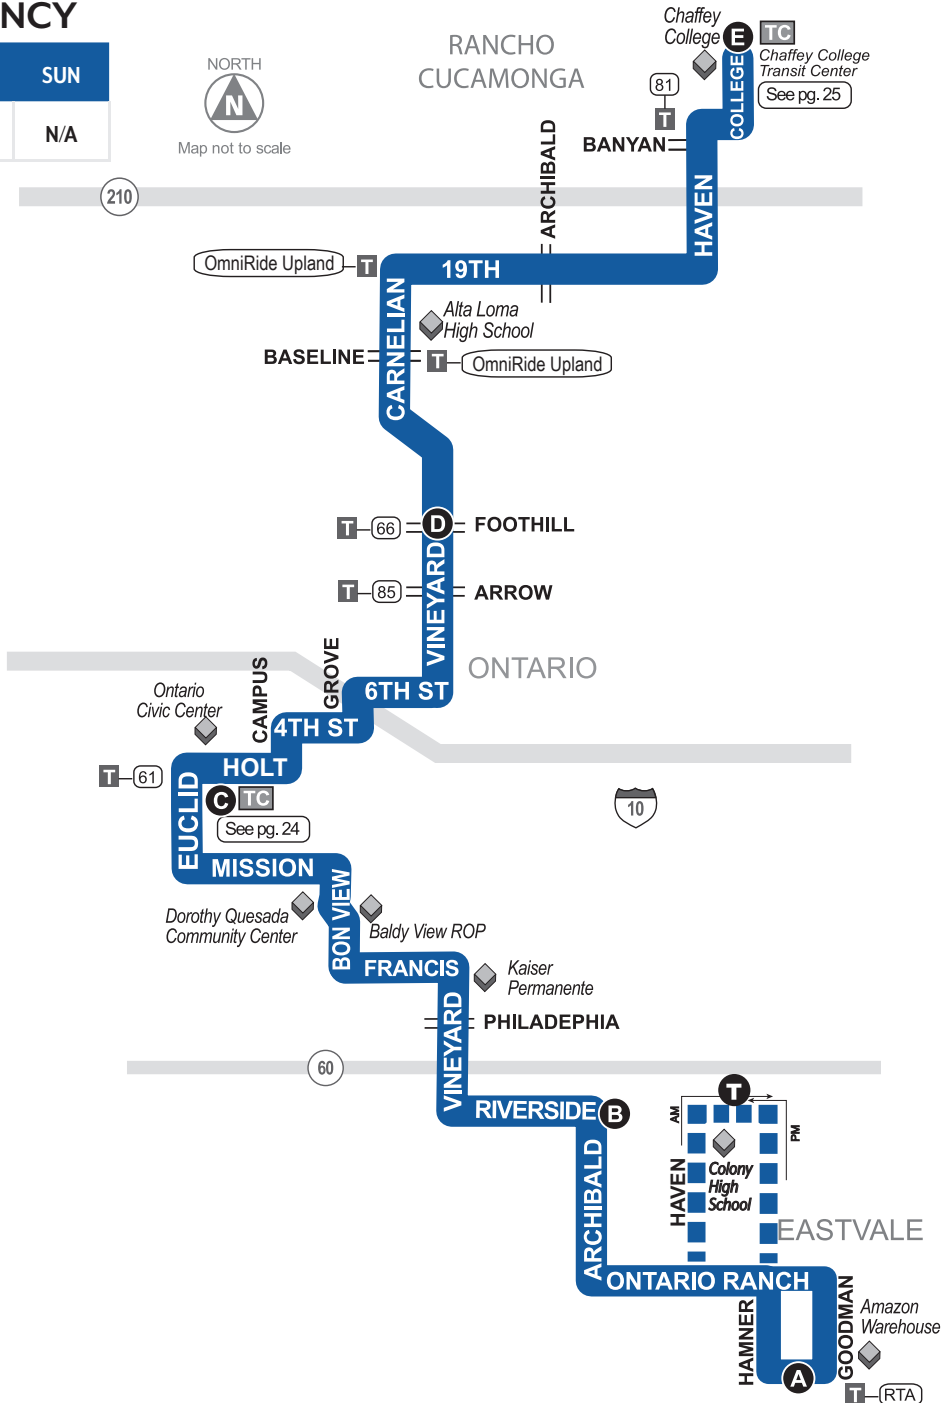 NCY
SUN
N/A
NORTH
N
Map not to scale
RANCHO
CUCAMONGA
Chaffey
College
E
TC
Chaffey College
Transit Center
See pg. 25
COLLEGE
81
T
BANYAN
ARCHIBALD
HAVEN
210
OmniRide Upland
T
19TH
CARNELIAN
Alta Loma
High School
BASELINE
T
OmniRide Upland
T
66
D
FOOTHILL
T
85
ARROW
VINEYARD
ONTARIO
GROVE
6TH ST
CAMPUS
4TH ST
Ontario
Civic Center
T
61
HOLT
EUCLID
C
TC
See pg. 24
10
MISSION
BON VIEW
Dorothy Quesada
Community Center
Baldy View ROP
FRANCIS
Kaiser
Permanente
PHILADEPHIA
VINEYARD
60
RIVERSIDE
B
T
AM
PM
ARCHIBALD
HAVEN
Colony
High
School
EASTVALE
ONTARIO RANCH
HAMNER
GOODMAN
Amazon
Warehouse
A
T
RTA